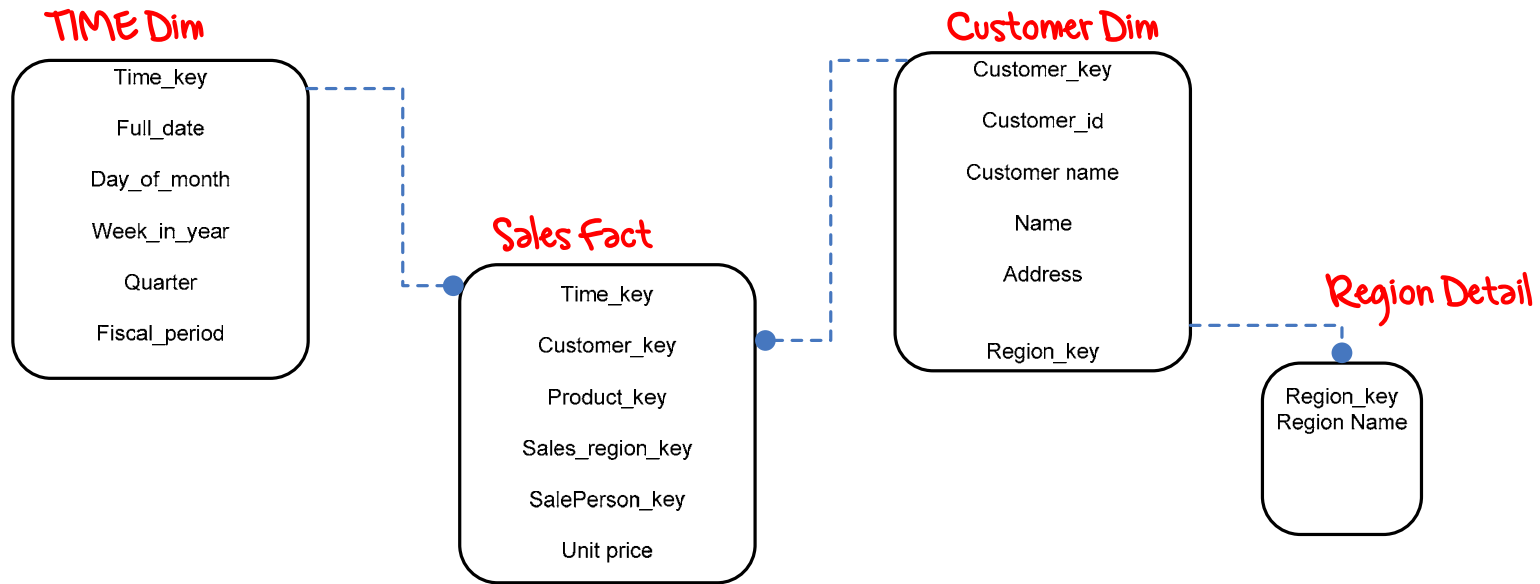 TIME Dim
Time_key
Full_date
Day_of_month
Week_in_year
Quarter
Fiscal_period
Sales Fact
Time_key
Customer_key
Product_key
Sales_region_key
SalePerson_key
Unit price
Customer Dim
Customer_key
Customer_id
Customer name
Name
Address
Region_key
Region Detail
Region_key
Region Name